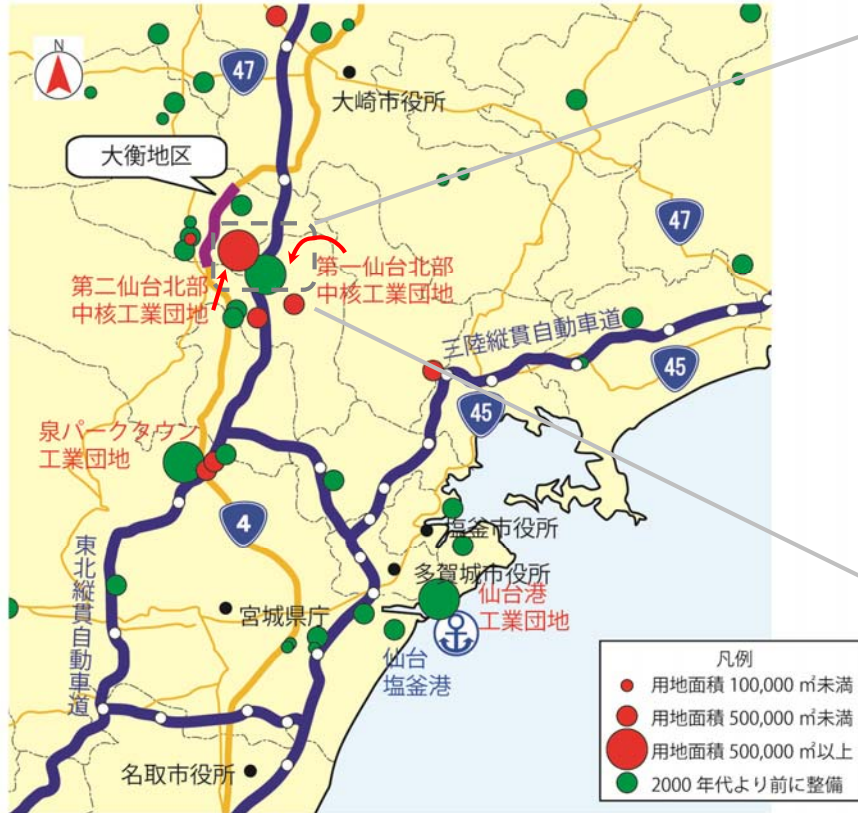 N
47
大崎市役所
大衡地区
47
第一仙台北部
中核工業団地
第二仙台北部
中核工業団地
三陸縦貫自動車道
45
45
泉パークタウン
工業団地
4
塩釜市役所
多賀城市役所
東北縦貫自動車道
宮城県庁
仙台港
工業団地
仙台
塩釜港
名取市役所
凡例
用地面積 100,000 ㎡未満
用地面積 500,000 ㎡未満
用地面積 500,000 ㎡以上
2000 年代より前に整備